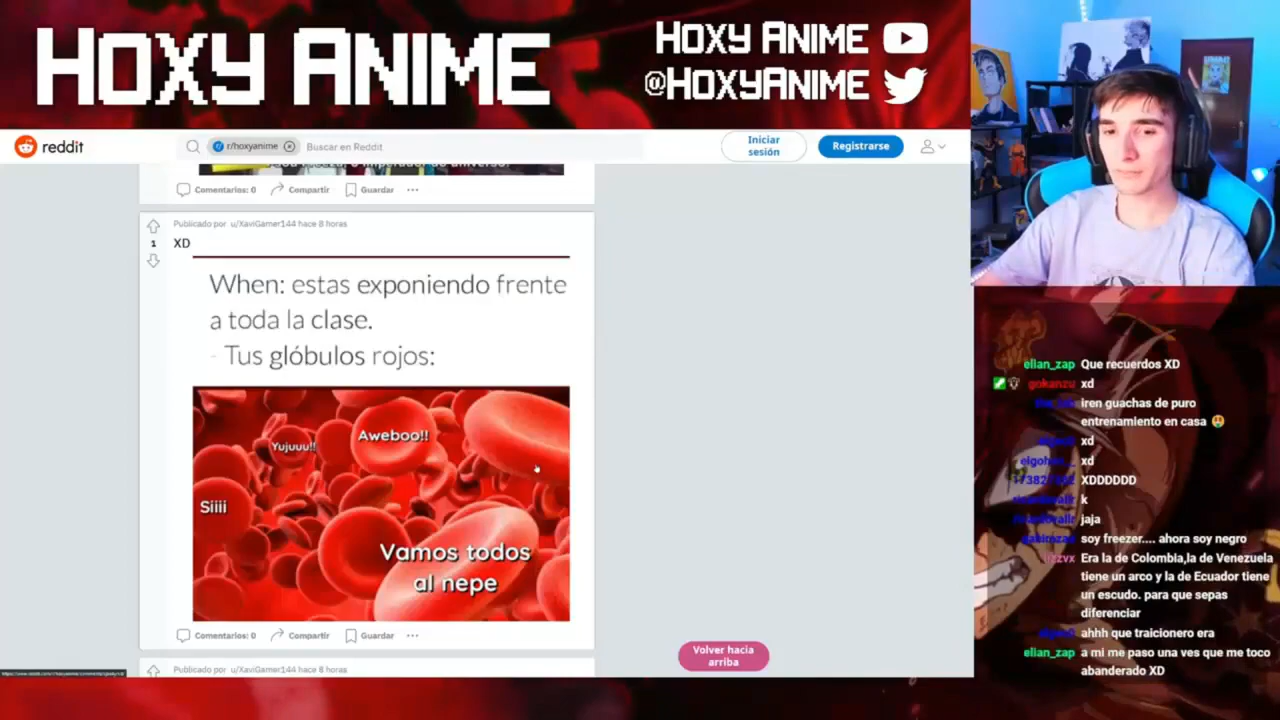 HOXY ANIME
HOXY ANIME
@HOXYANIME
reddit
r/hoxyanime
Buscar en Reddit
Iniciar
sesión
Registrarse
Comentarios: 0
Compartir
Guardar
Publicado por u/XaviGamer144 hace 8 horas
1
XD
When: estas exponiendo frente
a toda la clase.
- Tus glóbulos rojos:
Yujuuu!!
Aweboo!!
Siiii
Vamos todos
al nepe
Comentarios: 0
Compartir
Guardar
Publicado por u/XaviGamer144 hace 8 horas
Volver hacia
arriba
elian_zap Que recuerdos XD
gokanzu xd
iren guachas de puro
entrenamiento en casa
xd
xd
XDDDDDD
k
jaja
soy freezer.... ahora soy negro
Era la de Colombia,la de Venezuela
tiene un arco y la de Ecuador tiene
un escudo. para que sepas
diferenciar
ahhh que traicionero era
elian_zap a mi me paso una ves que me toco
abanderado XD